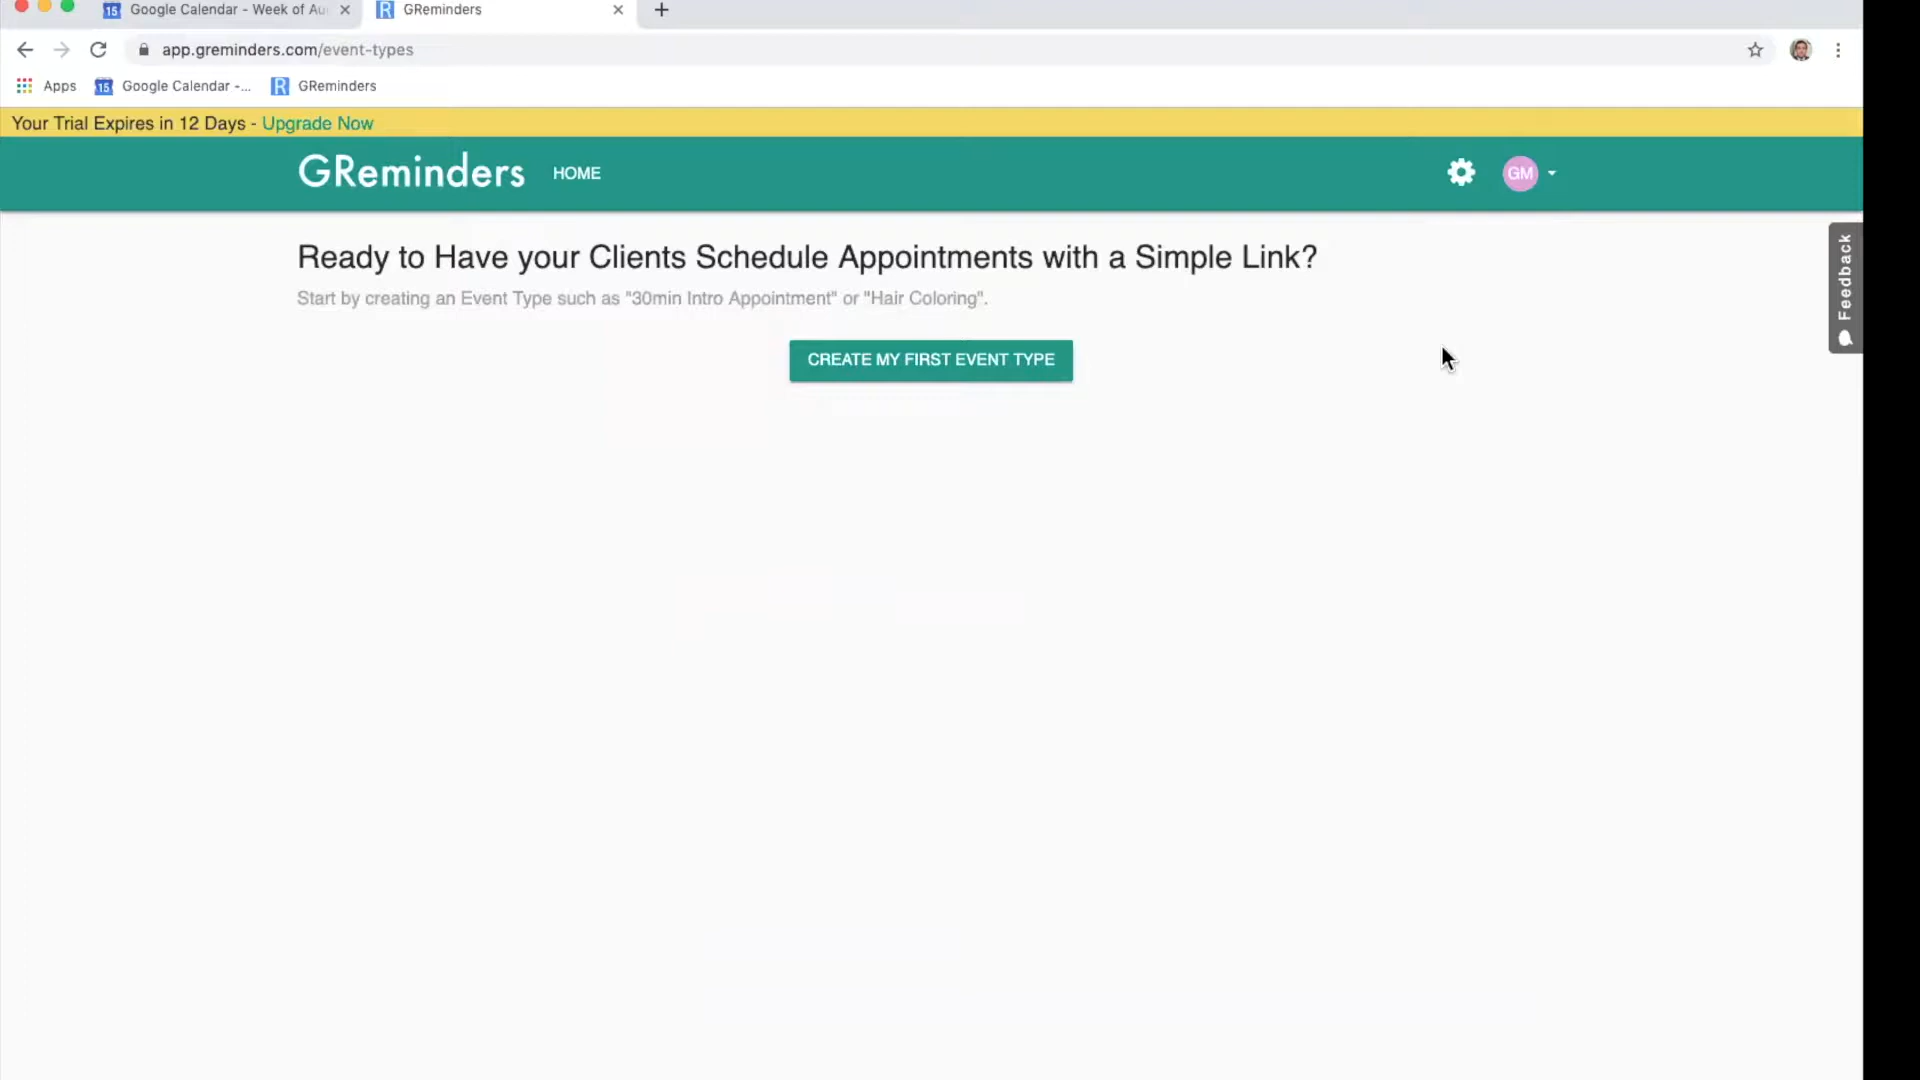 15 Google Calendar - Week of Au
R GReminders
app.greminders.com/event-types
Apps
15 Google Calendar -...
R GReminders
Your Trial Expires in 12 Days - Upgrade Now
GReminders
HOME
GM
Feedback
Ready to Have your Clients Schedule Appointments with a Simple Link?
Start by creating an Event Type such as "30min Intro Appointment" or "Hair Coloring".
CREATE MY FIRST EVENT TYPE